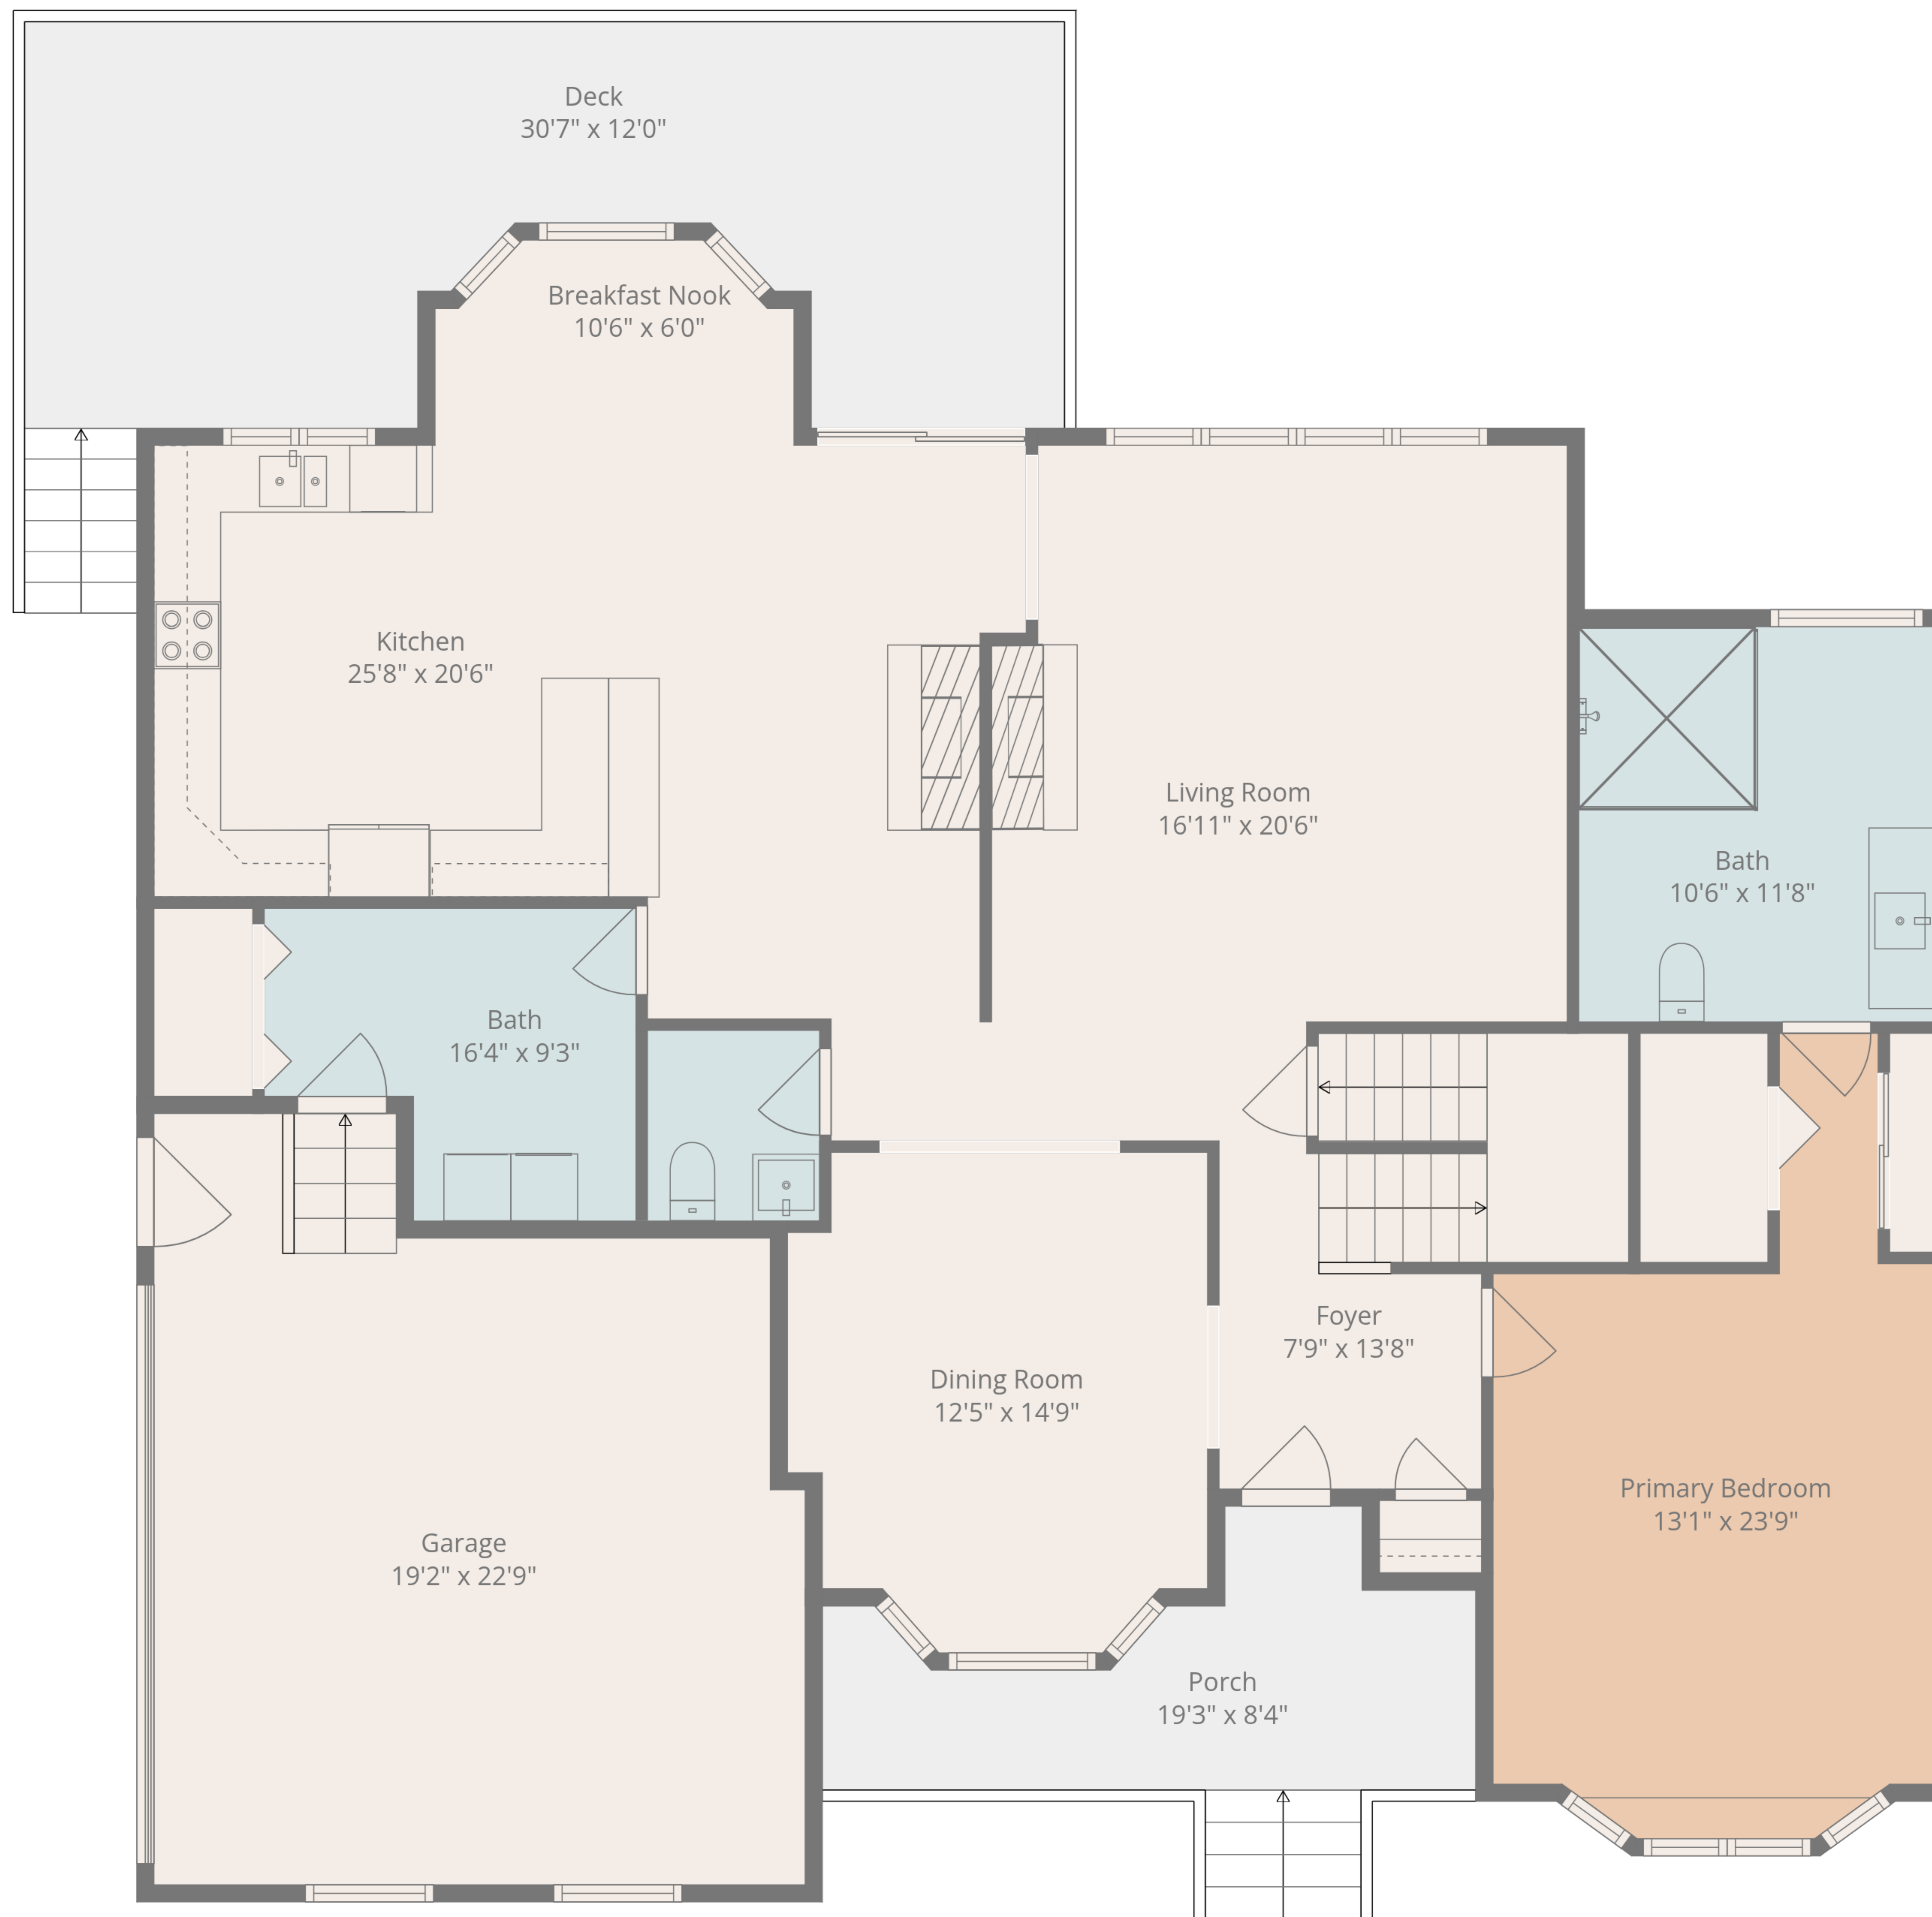 Deck
30'7" x 12'0"
Breakfast Nook
10'6" x 6'0"
Kitchen
25'8" x 20'6"
Living Room
16'11" x 20'6"
Bath
10'6" x 11'8"
Bath
16'4" x 9'3"
Foyer
7'9" x 13'8"
Dining Room
12'5" x 14'9"
Primary Bedroom
13'1" x 23'9"
Garage
19'2" x 22'9"
Porch
19'3" x 8'4"